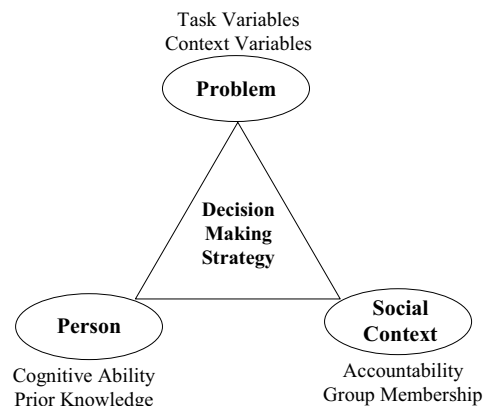 Task Variables
Context Variables
Problem
Decision
Making
Strategy
Person
Social
Context
Cognitive Ability
Prior Knowledge
Accountability
Group Membership